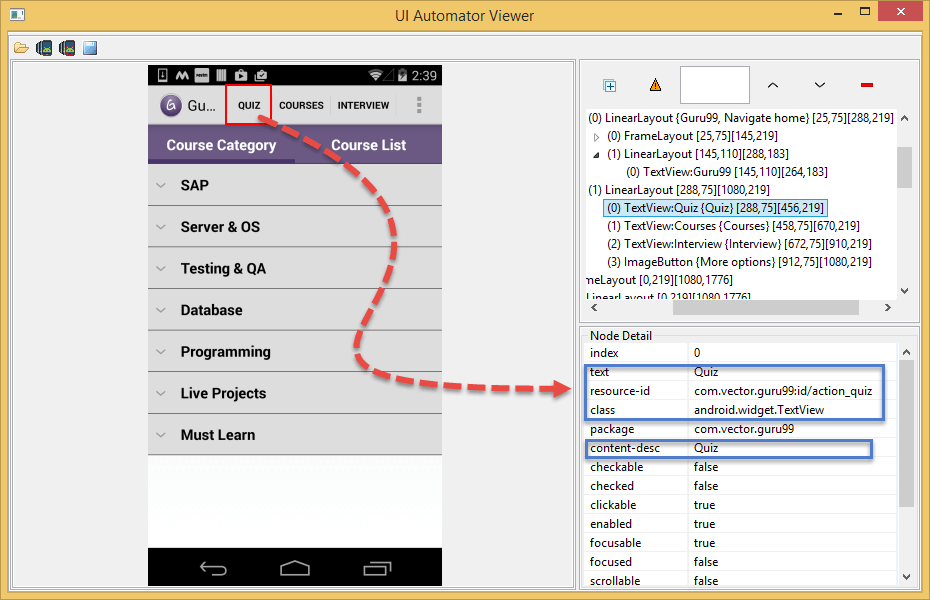 UI Automator Viewer
2:39
Gu...
QUIZ
COURSES
INTERVIEW
Course Category
Course List
SAP
Server & OS
Testing & QA
Database
Programming
Live Projects
Must Learn
(0) LinearLayout {Guru99, Navigate home} [25,75][288,219]
(0) FrameLayout [25,75][145,219]
(1) LinearLayout [145,110][288,183]
(0) TextView:Guru99 [145,110][264,183]
(1) LinearLayout [288,75][1080,219]
(0) TextView:Quiz {Quiz} [288,75][456,219]
(1) TextView:Courses {Courses} [458,75][670,219]
(2) TextView:Interview {Interview} [672,75][910,219]
(3) ImageButton {More options} [912,75][1080,219]
meLayout [0,219][1080,1776]
LinearLayout [0,219][1080,1776]
Node Detail
index 0
text Quiz
resource-id com.vector.guru99:id/action_quiz
class android.widget.TextView
package com.vector.guru99
content-desc Quiz
checkable false
checked false
clickable true
enabled true
focusable true
focused false
scrollable false